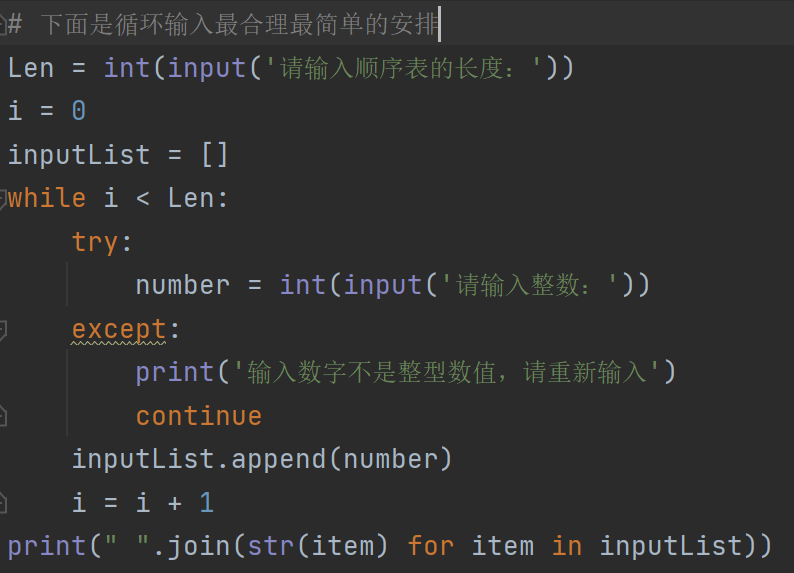 # 下面是循环输入最合理最简单的安排
Len = int(input('请输入顺序表的长度：'))
i = 0
inputList = []
while i < Len:
    try:
        number = int(input('请输入整数：'))
    except:
        print('输入数字不是整型数值，请重新输入')
        continue
    inputList.append(number)
    i = i + 1
print(" ".join(str(item) for item in inputList))